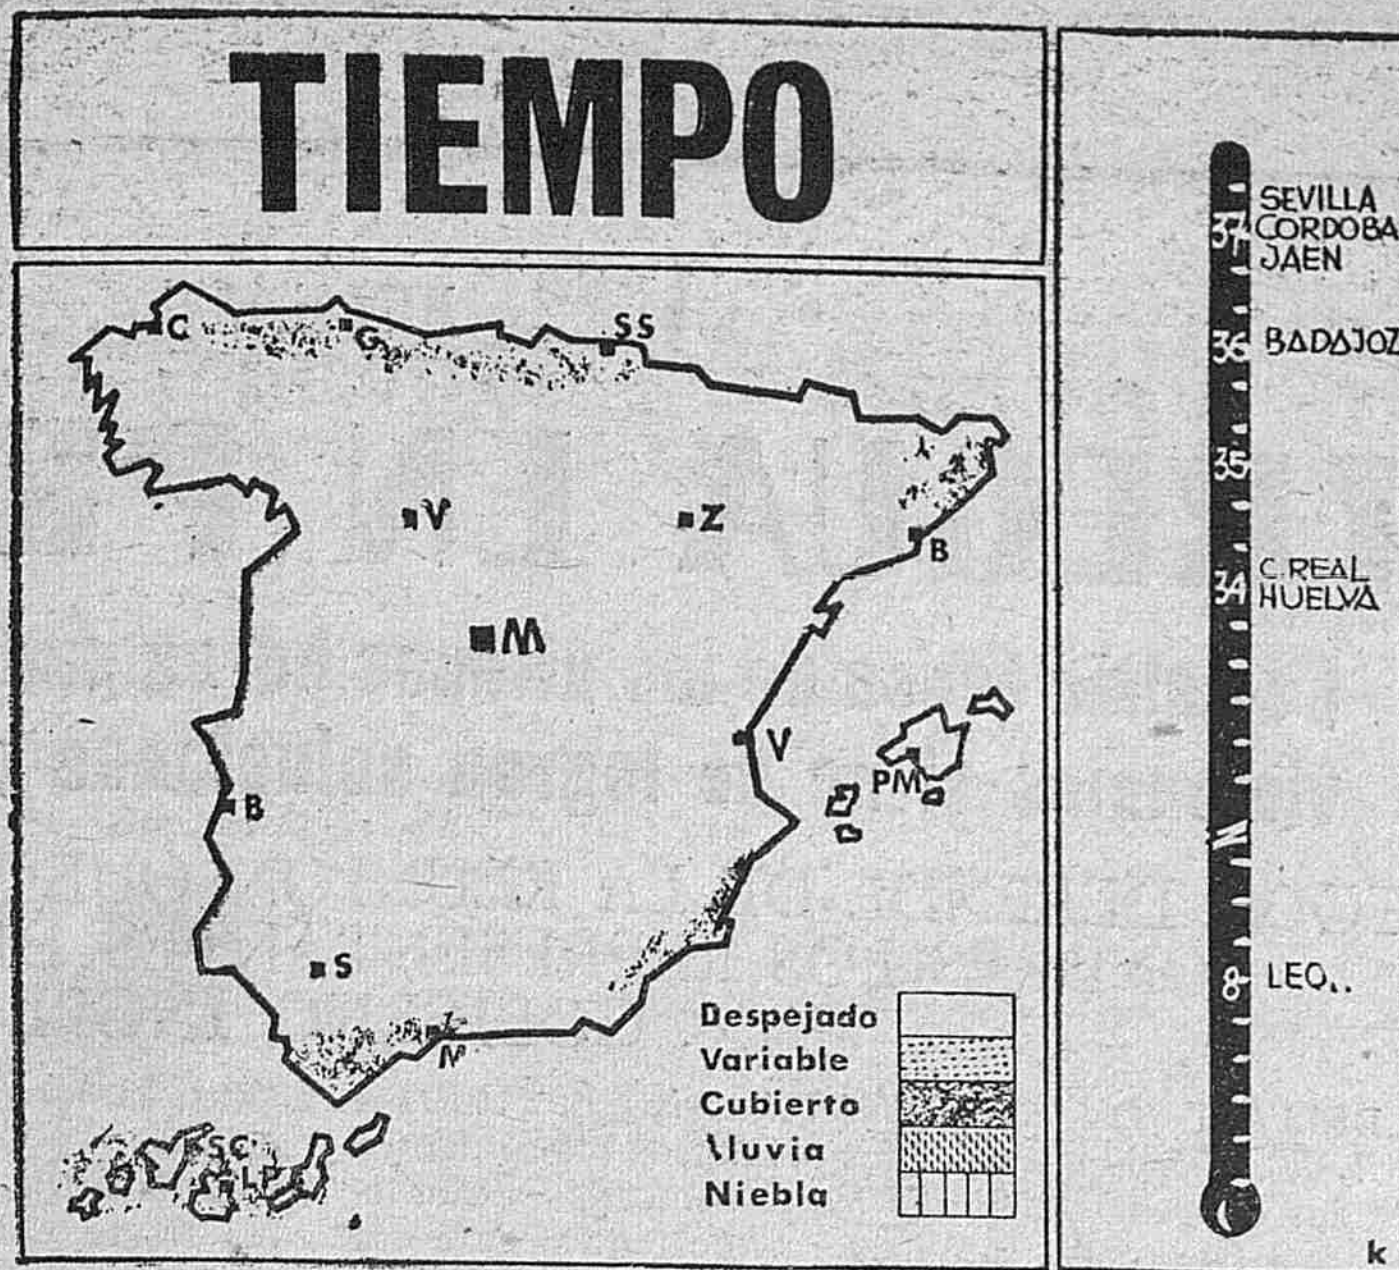 TIEMPO
C
G
SS
V
Z
B
M
V
PM
B
S
M
SC
LP
Despejado
Variable
Cubierto
lluvia
Niebla
SEVILLA
37 CORDOBA
JAEN
36 BADAJOZ
35
C. REAL
34 HUELVA
8 LEO..
k